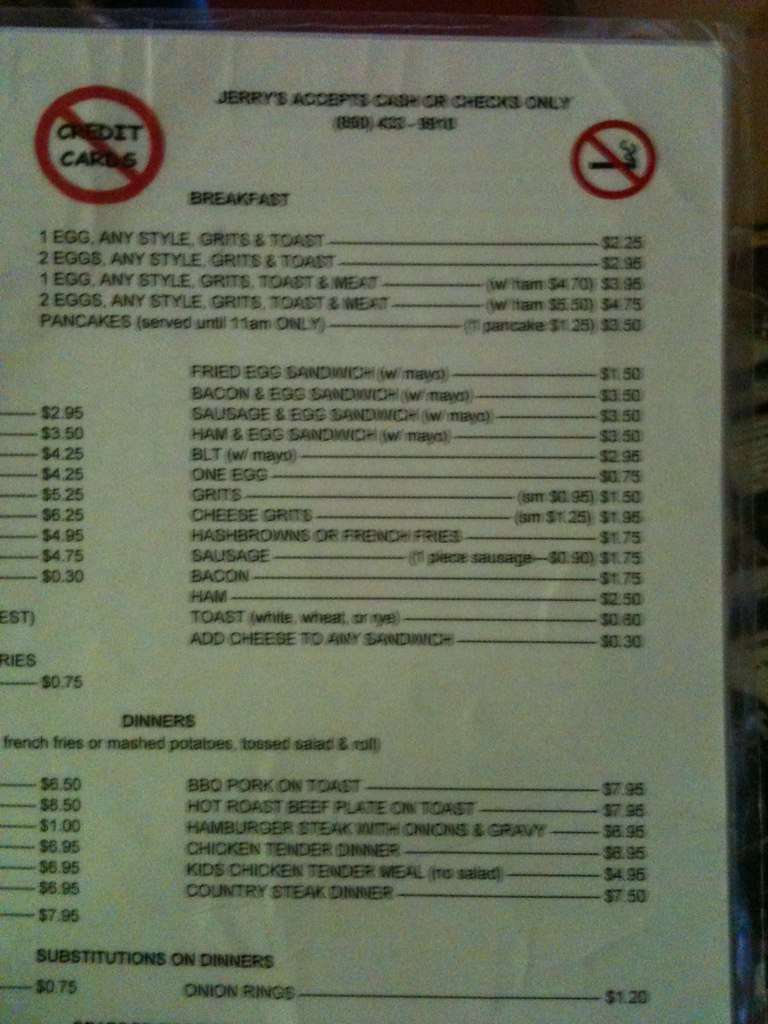 JERRY'S ACCEPTS CASH OR CHECKS ONLY
CREDIT
CARDS
BREAKFAST
1 EGG, ANY STYLE, GRITS & TOAST $2.25
2 EGGS, ANY STYLE, GRITS & TOAST $2.95
1 EGG, ANY STYLE, GRITS, TOAST & MEAT (w/ ham $4.70) $3.95
2 EGGS, ANY STYLE, GRITS, TOAST & MEAT (w/ ham $5.50) $4.75
PANCAKES (served until 11am ONLY) (1 pancake $1.25) $3.50
FRIED EGG SANDWICH (w/ mayo) $1.50
BACON & EGG SANDWICH (w/ mayo) $3.50
$2.95 SAUSAGE & EGG SANDWICH (w/ mayo) $3.50
$3.50 HAM & EGG SANDWICH (w/ mayo) $3.50
$4.25 BLT (w/ mayo) $2.95
$4.25 ONE EGG $0.75
$5.25 GRITS (sm $0.95) $1.50
$6.25 CHEESE GRITS (sm $1.25) $1.95
$4.95 HASHBROWNS OR FRENCH FRIES $1.75
$4.75 SAUSAGE (1 piece sausage---$0.90) $1.75
$0.30 BACON $1.75
HAM $2.50
EST) TOAST (white, wheat, or rye) $0.60
ADD CHEESE TO ANY SANDWICH $0.30
RIES
$0.75
DINNERS
french fries or mashed potatoes, tossed salad & roll)
$6.50 BBQ PORK ON TOAST $7.95
$8.50 HOT ROAST BEEF PLATE ON TOAST $7.95
$1.00 HAMBURGER STEAK WITH ONIONS & GRAVY $6.95
$6.95 CHICKEN TENDER DINNER $6.95
$6.95 KIDS CHICKEN TENDER MEAL (no salad) $4.95
$6.95 COUNTRY STEAK DINNER $7.50
$7.95
SUBSTITUTIONS ON DINNERS
$0.75 ONION RINGS $1.20